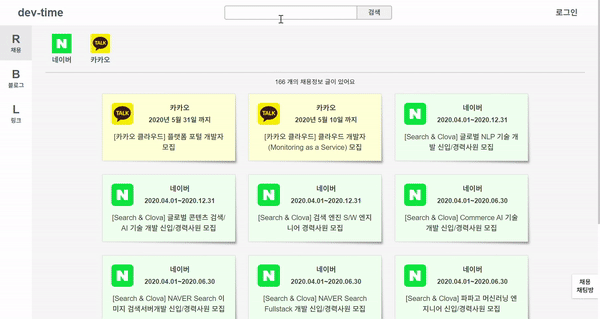 dev-time
검색
로그인
R
채용
B
블로그
L
링크
N
네이버
TALK
카카오
166 개의 채용정보 글이 있어요
TALK
카카오
2020년 5월 31일 까지
[카카오 클라우드] 플랫폼 포털 개발자
모집
TALK
카카오
2020년 5월 10일 까지
[카카오 클라우드] 클라우드 개발자
(Monitoring as a Service) 모집
N
네이버
2020.04.01~2020.12.31
[Search & Clova] 글로벌 NLP 기술 개
발 신입/경력사원 모집
N
네이버
2020.04.01~2020.12.31
[Search & Clova] 글로벌 콘텐츠 검색/
AI 기술 개발 신입/경력사원 모집
N
네이버
2020.04.01~2020.12.31
[Search & Clova] 검색 엔진 S/W 엔지
니어 경력사원 모집
N
네이버
2020.04.01~2020.06.30
[Search & Clova] Commerce AI 기술
개발 신입/경력사원 모집
N
네이버
2020.04.01~2020.06.30
[Search & Clova] NAVER Search 이
미지 검색서버개발 신입/경력사원 모집
N
네이버
2020.04.01~2020.06.30
[Search & Clova] NAVER Search
Fullstack 개발 신입/경력사원 모집
N
네이버
2020.04.01~2020.06.30
[Search & Clova] 파파고 머신러닝 엔
지니어 신입/경력사원 모집
채용
채팅방